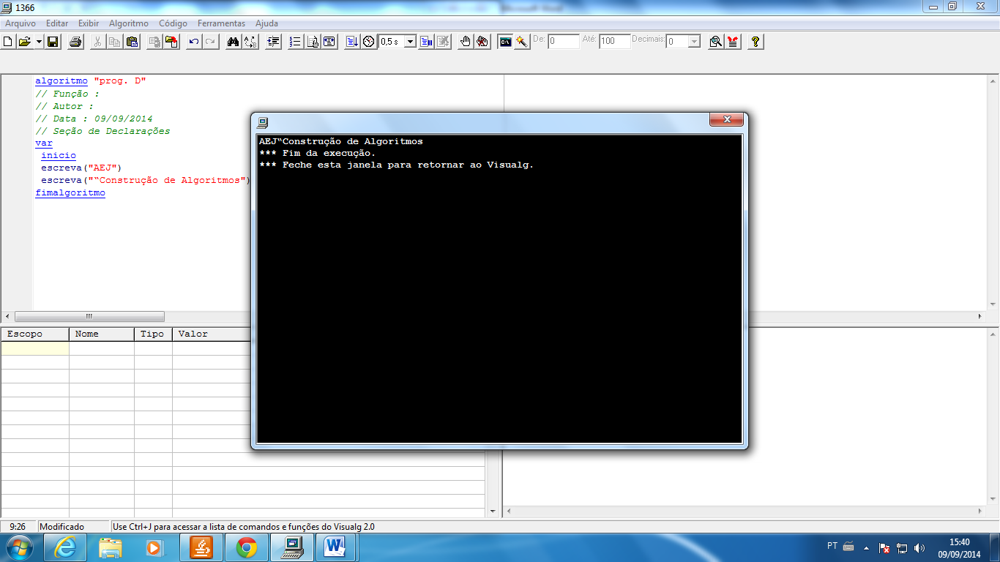 1366
Arquivo Editar Exibir Algoritmo Código Ferramentas Ajuda
0,5 s De: 0 Até: 100 Decimais: 0
algoritmo "prog. D"
// Função :
// Autor :
// Data : 09/09/2014
// Seção de Declarações
var
inicio
escreva("AEJ")
escreva("“Construção de Algoritmos")
fimalgoritmo
AEJ“Construção de Algoritmos
*** Fim da execução.
*** Feche esta janela para retornar ao Visualg.
Escopo Nome Tipo Valor
9:26 Modificado Use Ctrl+J para acessar a lista de comandos e funções do Visualg 2.0
PT 15:40
09/09/2014